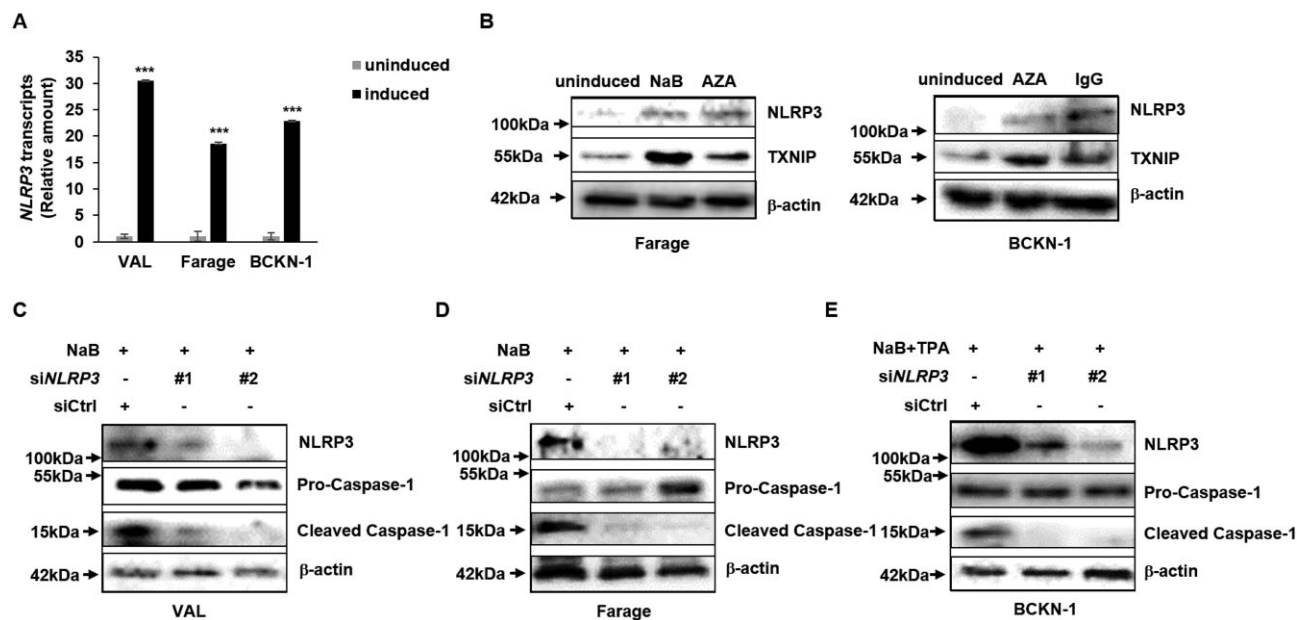 A
NLRP3 transcripts
(Relative amount)
35
30
25
20
15
10
5
0
***
***
***
VAL Farage BCKN-1
uninduced
induced
B
uninduced NaB AZA
NLRP3
100kDa
55kDa
TXNIP
42kDa
β-actin
Farage
uninduced AZA IgG
NLRP3
100kDa
55kDa
TXNIP
42kDa
β-actin
BCKN-1
C
NaB + + +
siNLRP3 - #1 #2
siCtrl + - -
NLRP3
100kDa
55kDa
Pro-Caspase-1
15kDa
Cleaved Caspase-1
42kDa
β-actin
VAL
D
NaB + + +
siNLRP3 - #1 #2
siCtrl + - -
NLRP3
100kDa
55kDa
Pro-Caspase-1
15kDa
Cleaved Caspase-1
42kDa
β-actin
Farage
E
NaB+TPA + + +
siNLRP3 - #1 #2
siCtrl + - -
NLRP3
100kDa
55kDa
Pro-Caspase-1
15kDa
Cleaved Caspase-1
42kDa
β-actin
BCKN-1